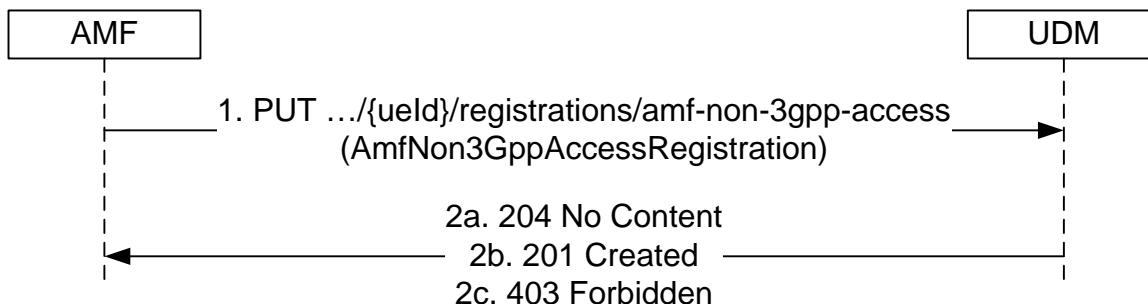 AMF
UDM
1. PUT …/{ueId}/registrations/amf-non-3gpp-access
(AmfNon3GppAccessRegistration)
2a. 204 No Content
2b. 201 Created
2c. 403 Forbidden